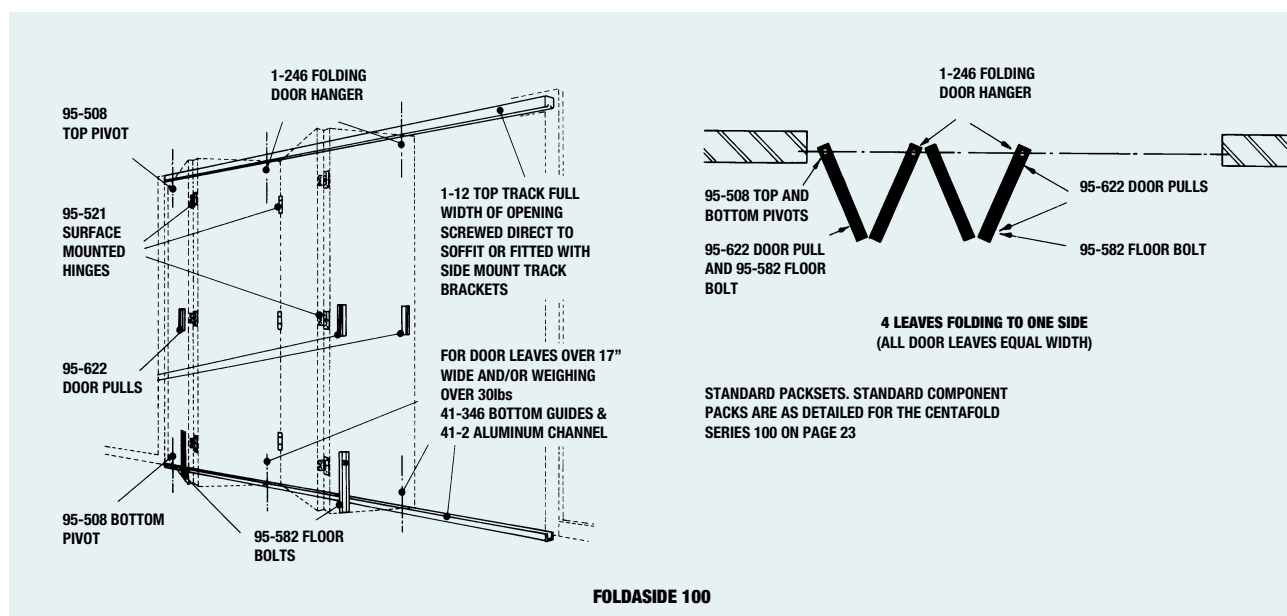 1-246 FOLDING
DOOR HANGER
95-508
TOP PIVOT
95-521
SURFACE
MOUNTED
HINGES
1-12 TOP TRACK FULL
WIDTH OF OPENING
SCREWED DIRECT TO
SOFFIT OR FITTED WITH
SIDE MOUNT TRACK
BRACKETS
95-622
DOOR PULLS
FOR DOOR LEAVES OVER 17”
WIDE AND/OR WEIGHING
OVER 30lbs
41-346 BOTTOM GUIDES &
41-2 ALUMINUM CHANNEL
95-508 BOTTOM
PIVOT
95-582 FLOOR
BOLTS
1-246 FOLDING
DOOR HANGER
95-508 TOP AND
BOTTOM PIVOTS
95-622 DOOR PULL
AND 95-582 FLOOR
BOLT
95-622 DOOR PULLS
95-582 FLOOR BOLT
4 LEAVES FOLDING TO ONE SIDE
(ALL DOOR LEAVES EQUAL WIDTH)
STANDARD PACKSETS. STANDARD COMPONENT
PACKS ARE AS DETAILED FOR THE CENTAFOLD
SERIES 100 ON PAGE 23
FOLDASIDE 100